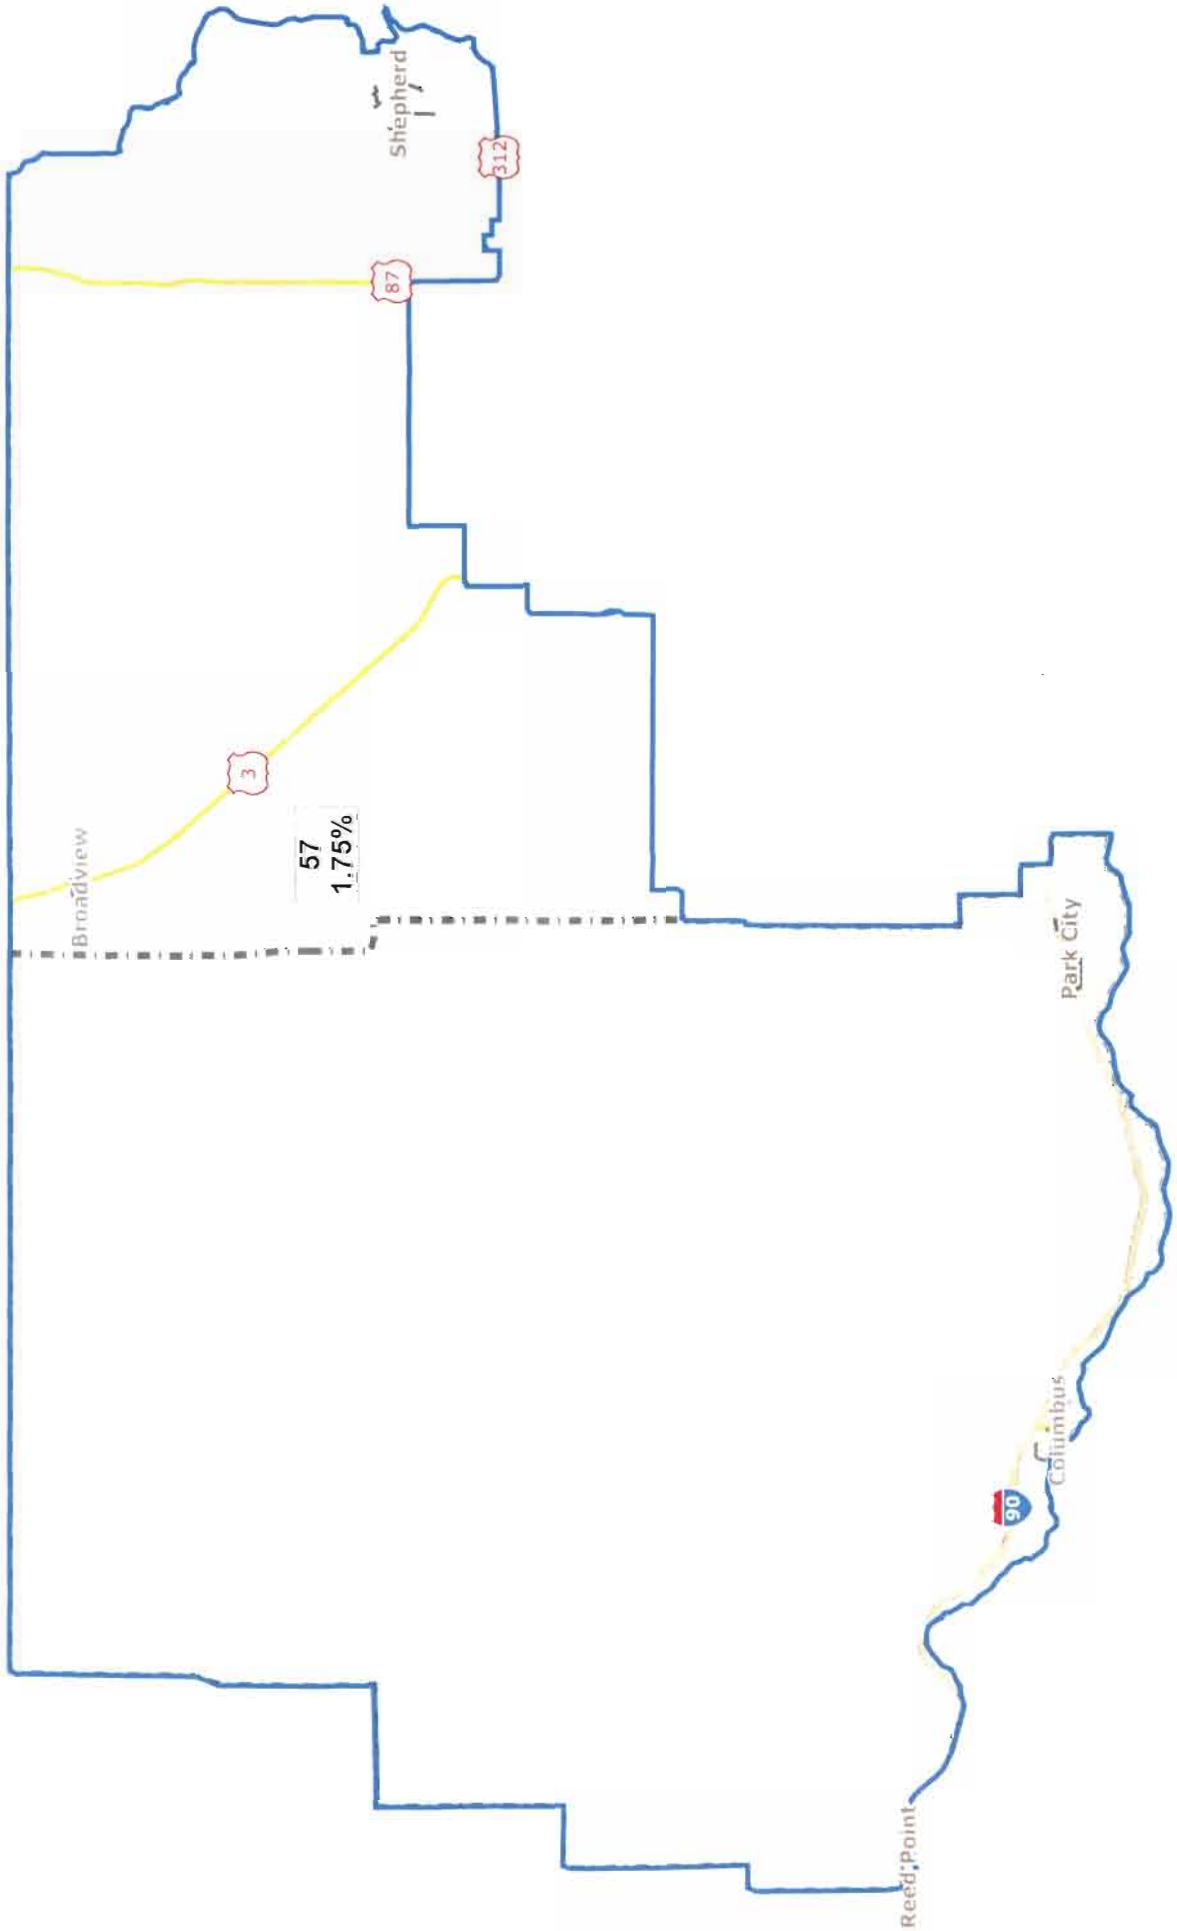 Broadview
3
87
Shepherd
312
57
1.75%
Park City
Columbus
90
Reed Point